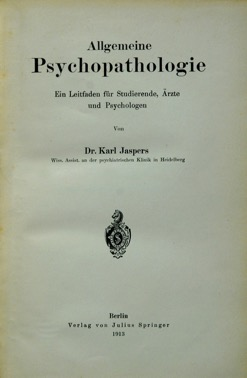 Allgemeine
Psychopathologie
Ein Leitfaden für Studierende, Ärzte
und Psychologen
Von
Dr. Karl Jaspers
Wiss. Assist. an der psychiatrischen Klinik in Heidelberg
Berlin
Verlag von Julius Springer
1913